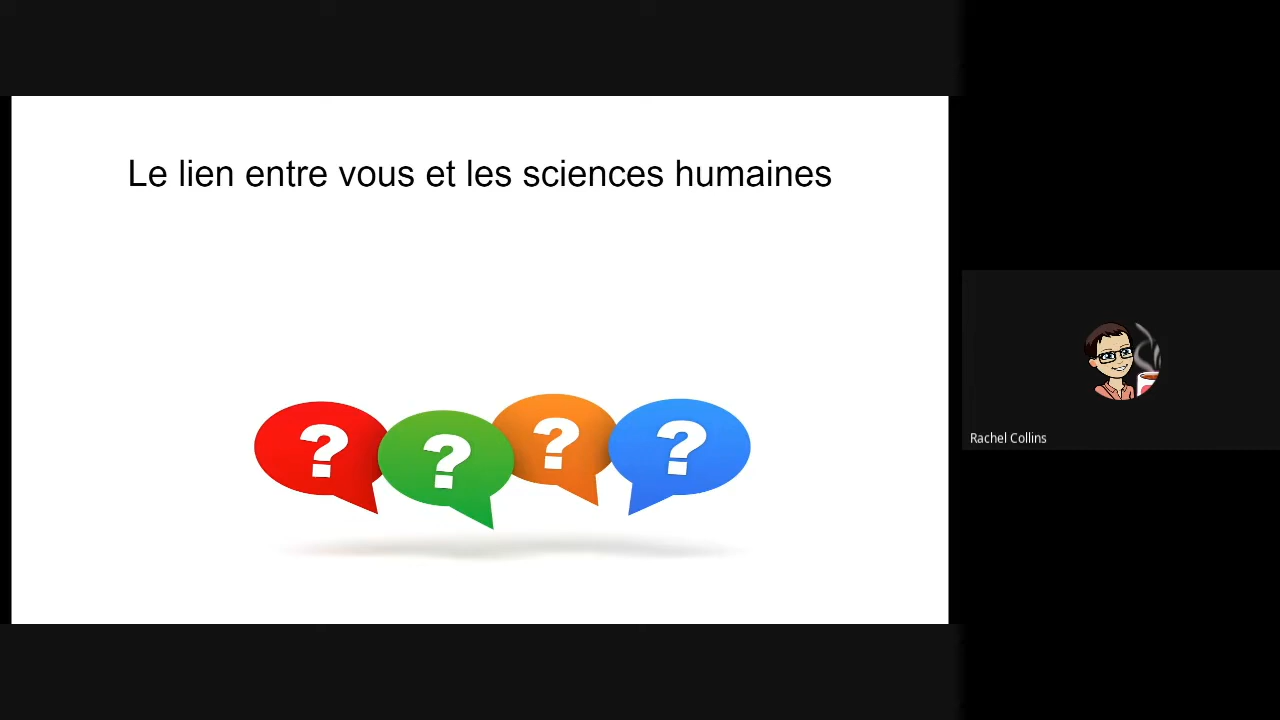 Le lien entre vous et les sciences humaines
? ? ? ?
Rachel Collins